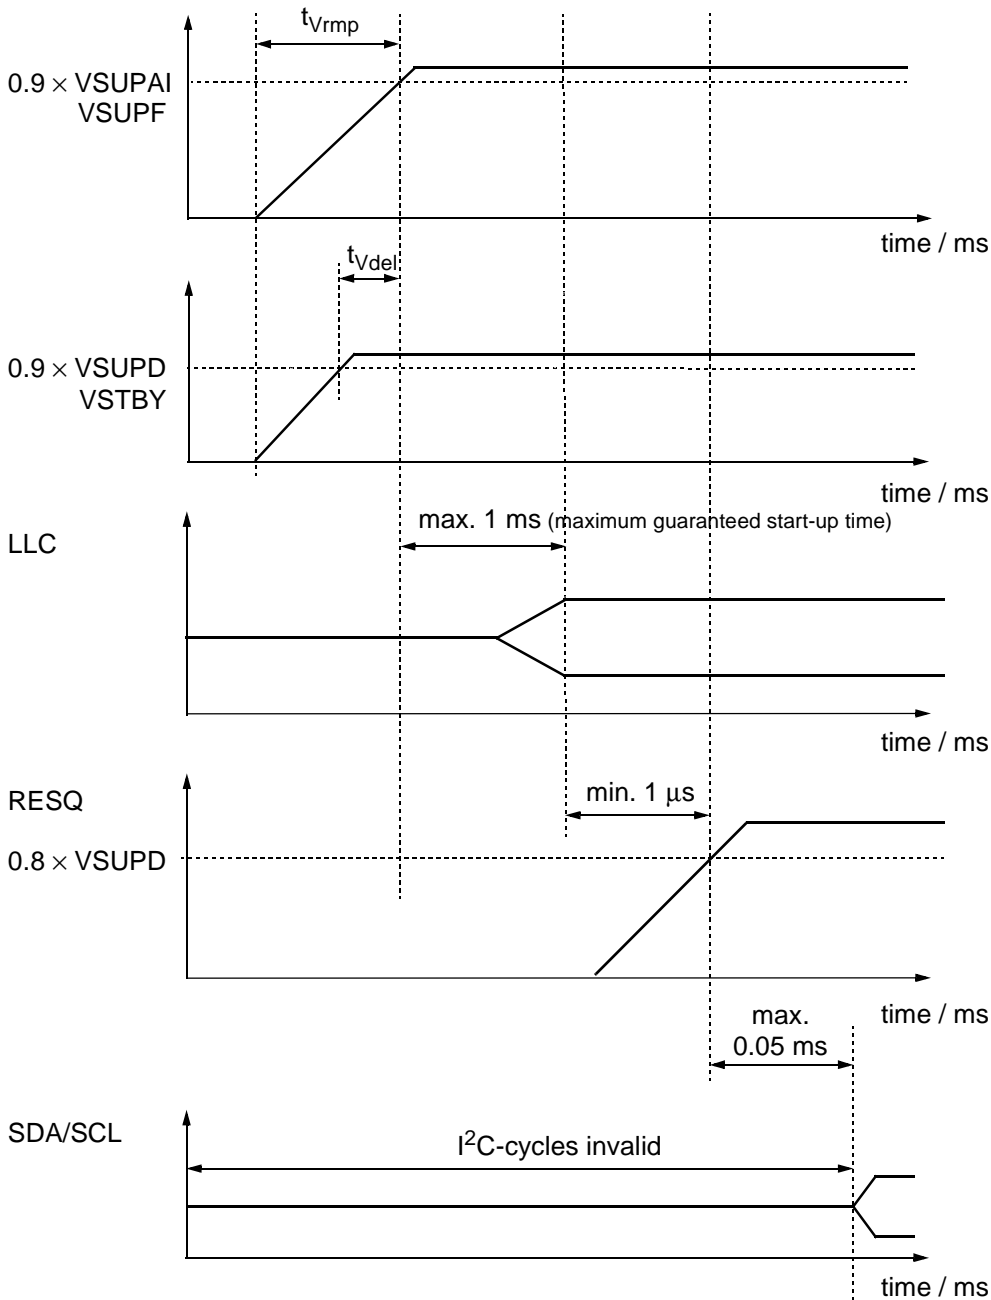 tVrmp
0.9 × VSUPAI
VSUPF
time / ms
tVdel
0.9 × VSUPD
VSTBY
time / ms
max. 1 ms (maximum guaranteed start-up time)
LLC
time / ms
RESQ
min. 1 μs
0.8 × VSUPD
time / ms
max.
0.05 ms
SDA/SCL
I²C-cycles invalid
time / ms